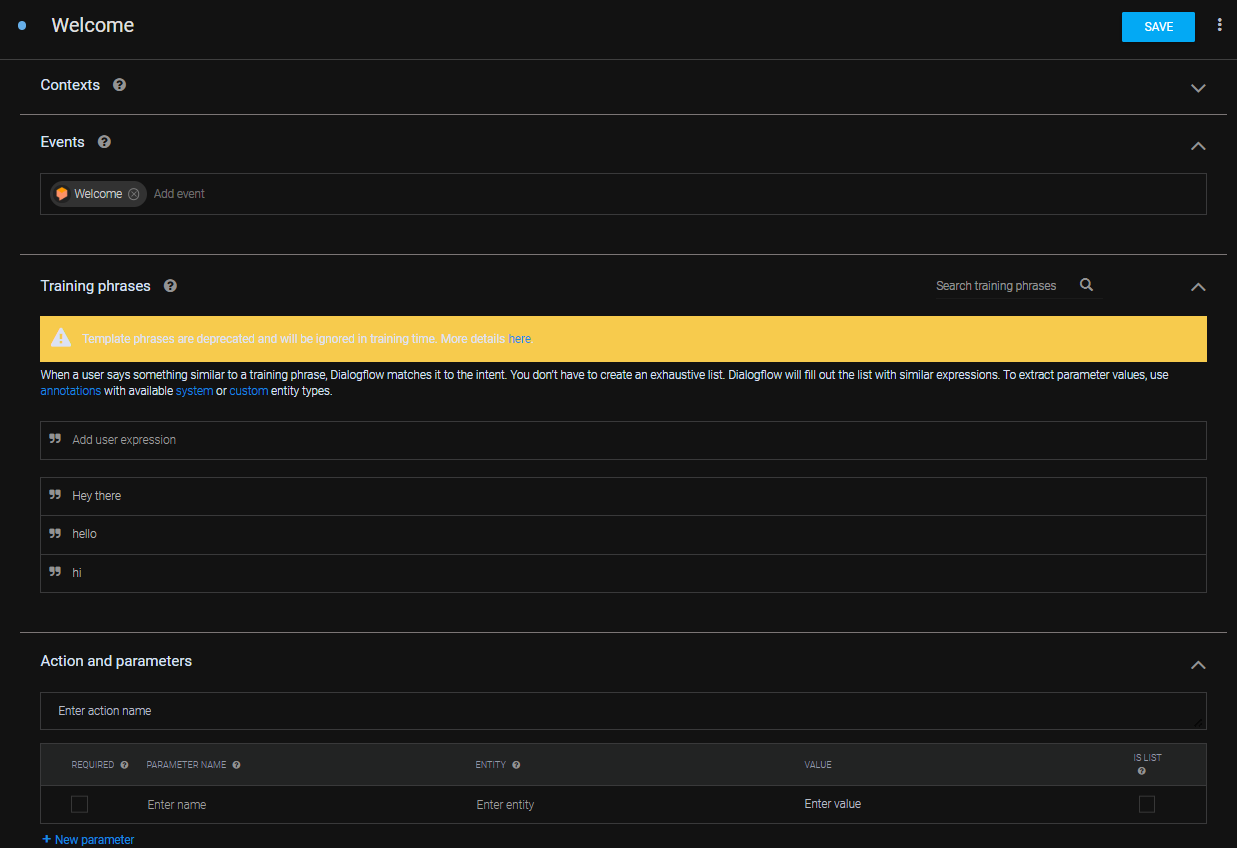 Welcome
SAVE
Contexts
Events
Welcome Add event
Training phrases
Search training phrases
Template phrases are deprecated and will be ignored in training time. More details here.
When a user says something similar to a training phrase, Dialogflow matches it to the intent. You don't have to create an exhaustive list. Dialogflow will fill out the list with similar expressions. To extract parameter values, use
annotations with available system or custom entity types.
Add user expression
Hey there
hello
hi
Action and parameters
Enter action name
REQUIRED PARAMETER NAME ENTITY VALUE IS LIST
Enter name Enter entity Enter value
+ New parameter